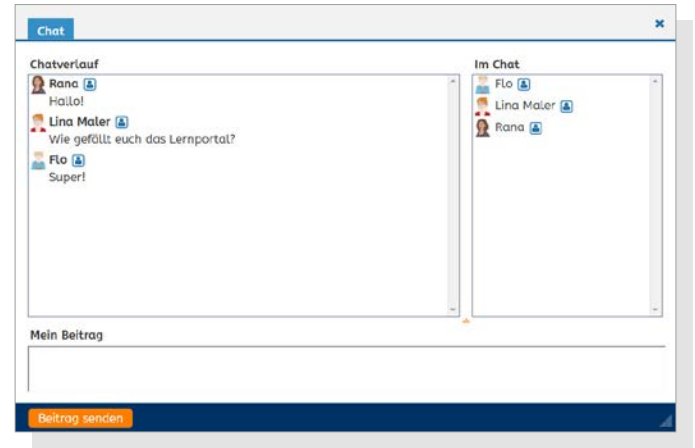 Chat
Chatverlauf
Rana
Hallo!
Lina Maler
Wie gefällt euch das Lernportal?
Flo
Super!
Im Chat
Flo
Lina Maler
Rana
Mein Beitrag
Beitrag senden